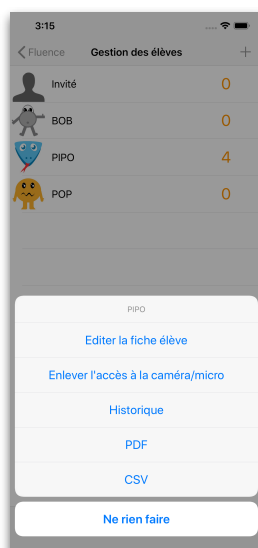 3:15
Fluence Gestion des élèves +
Invité 0
BOB 0
PIPO 4
POP 0
PIPO
Editer la fiche élève
Enlever l'accès à la caméra/micro
Historique
PDF
CSV
Ne rien faire